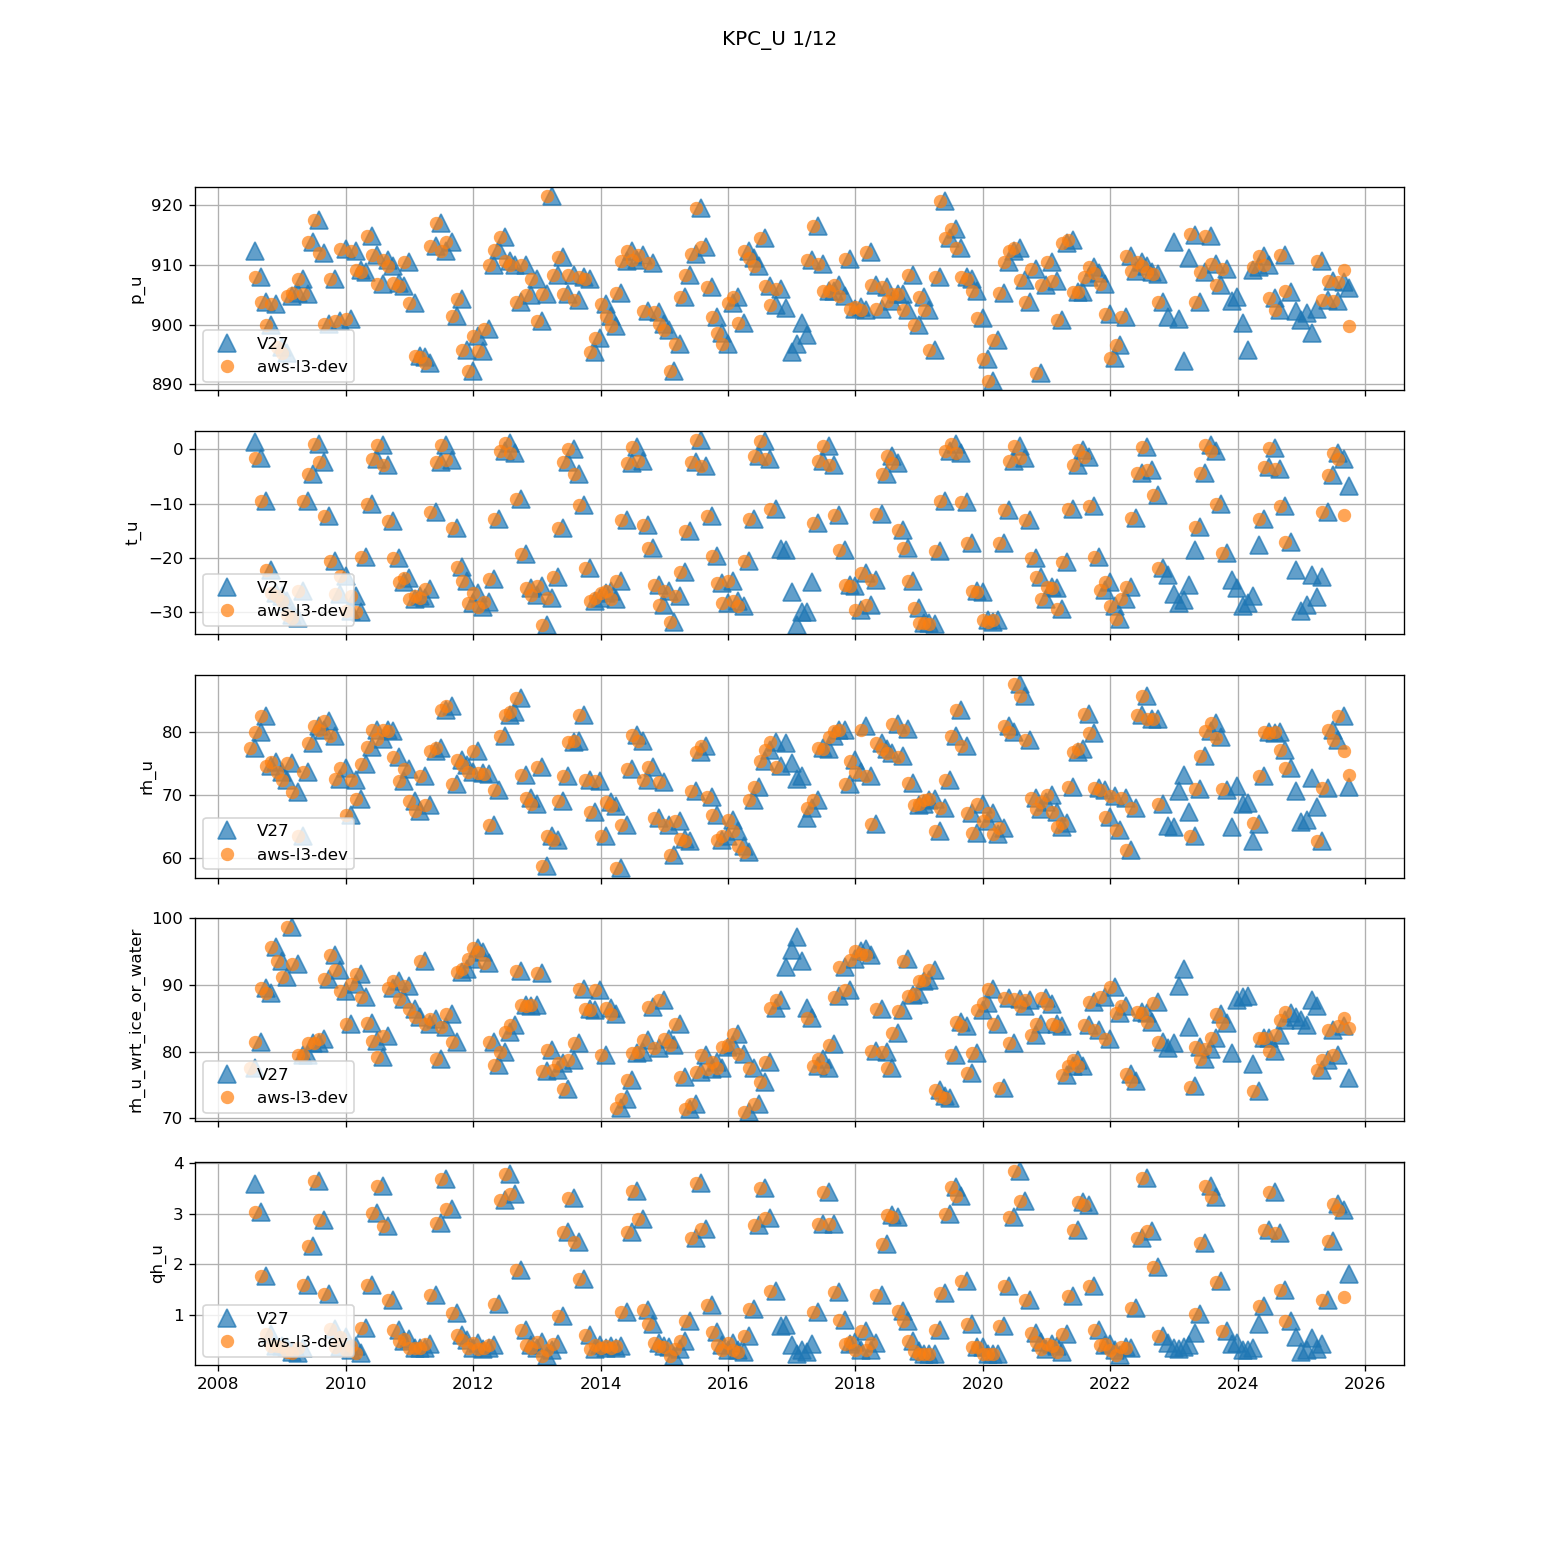 KPC_U 1/12
p_u
920
910
900
890
V27
aws-l3-dev
t_u
0
−10
−20
−30
V27
aws-l3-dev
rh_u
80
70
60
V27
aws-l3-dev
rh_u_wrt_ice_or_water
100
90
80
70
V27
aws-l3-dev
qh_u
4
3
2
1
V27
aws-l3-dev
2008 2010 2012 2014 2016 2018 2020 2022 2024 2026